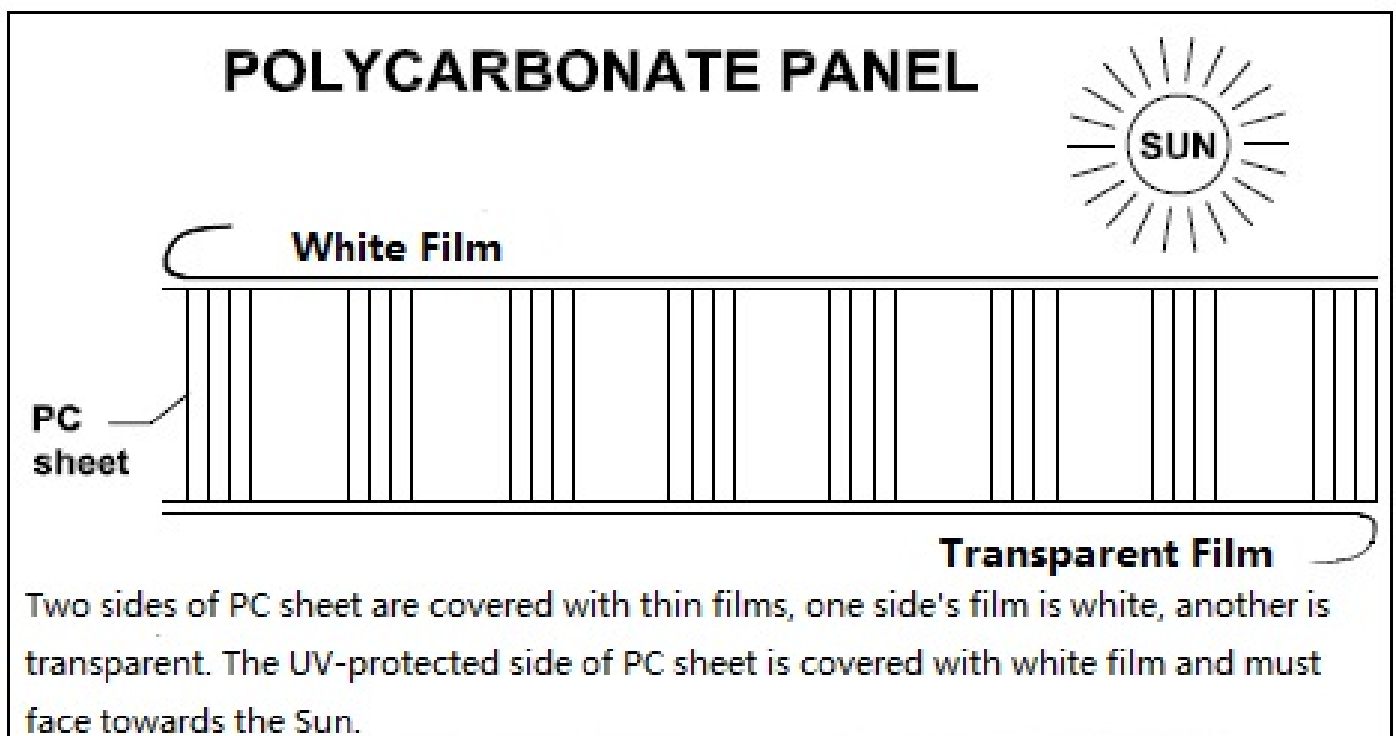 POLYCARBONATE PANEL
SUN
White Film
PC
sheet
Transparent Film
Two sides of PC sheet are covered with thin films, one side's film is white, another is
transparent. The UV-protected side of PC sheet is covered with white film and must
face towards the Sun.